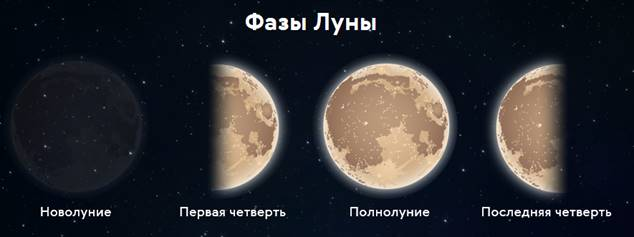 Фазы Луны
Новолуние
Первая четверть
Полнолуние
Последняя четверть